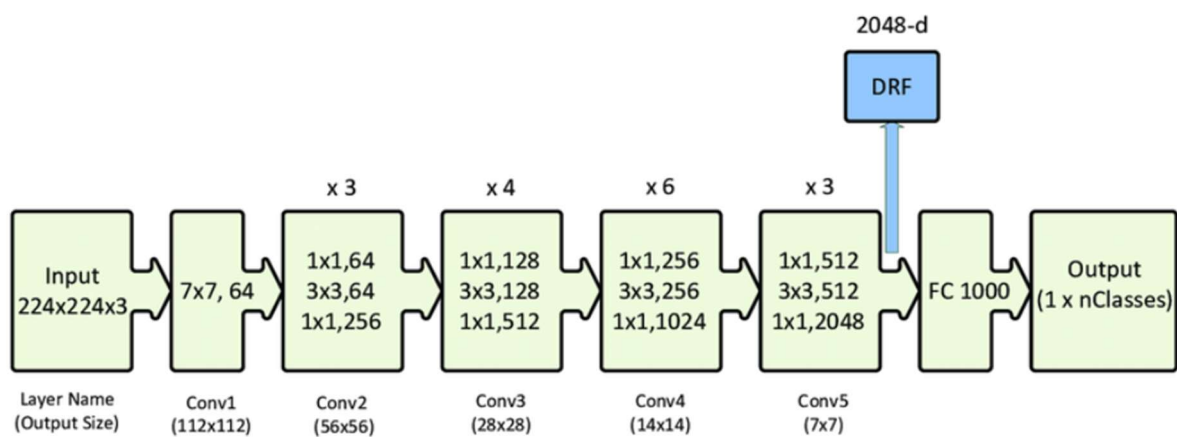 2048-d
DRF
x 3
x 4
x 6
x 3
Input
224x224x3
7x7, 64
1x1,64
3x3,64
1x1,256
1x1,128
3x3,128
1x1,512
1x1,256
3x3,256
1x1,1024
1x1,512
3x3,512
1x1,2048
FC 1000
Output
(1 x nClasses)
Layer Name
(Output Size)
Conv1
(112x112)
Conv2
(56x56)
Conv3
(28x28)
Conv4
(14x14)
Conv5
(7x7)